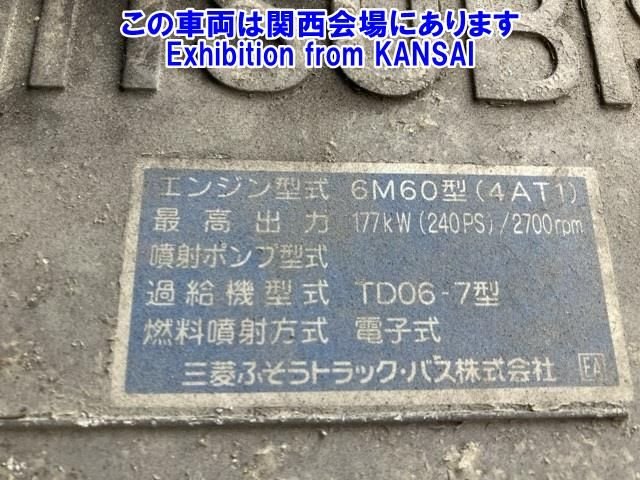 この車両は関西会場にあります
Exhibition from KANSAI
エンジン型式 6M60型(4AT1)
最高出力 177kW(240PS)/2700rpm
噴射ポンプ型式
過給機型式 TD06-7型
燃料噴射方式 電子式
三菱ふそうトラック・バス株式会社 EA